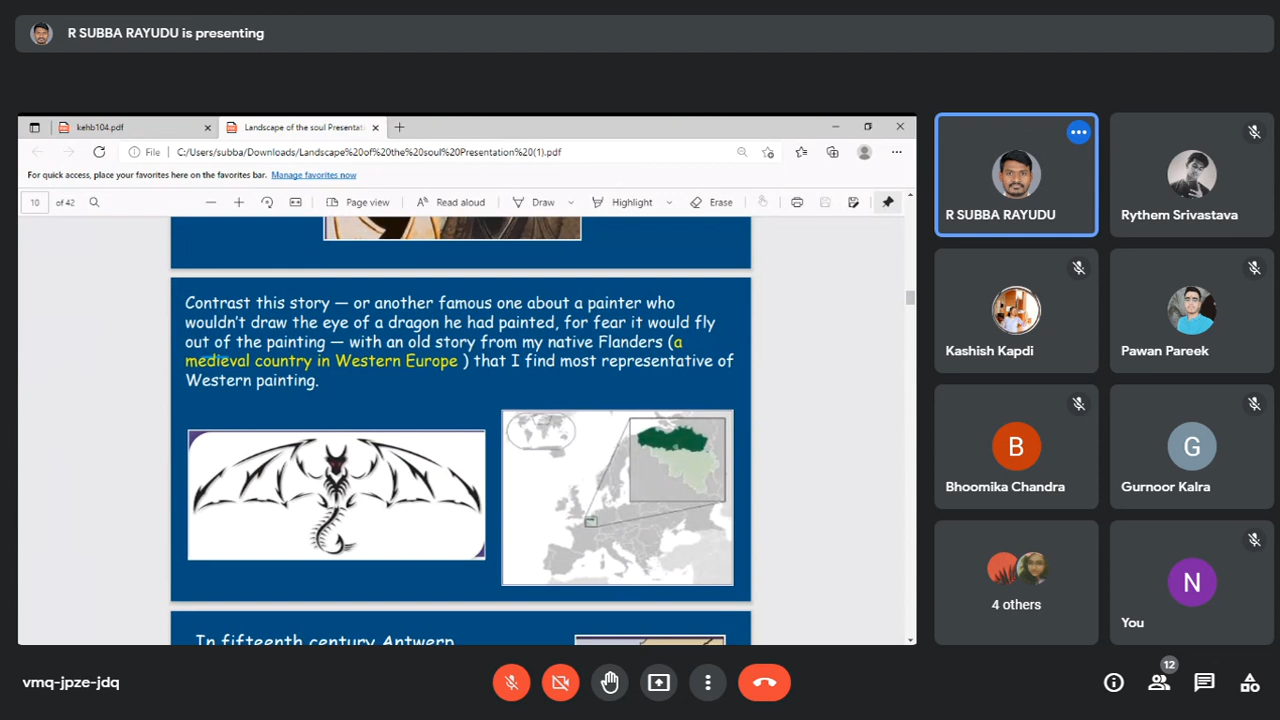 R SUBBA RAYUDU is presenting
kehb104.pdf
Landscape of the soul Presentati
File C:/Users/subba/Downloads/Landscape%20of%20the%20soul%20Presentation%20(1).pdf
For quick access, place your favorites here on the favorites bar. Manage favorites now
10 of 42 Page view Read aloud Draw Highlight Erase
Contrast this story — or another famous one about a painter who
wouldn't draw the eye of a dragon he had painted, for fear it would fly
out of the painting — with an old story from my native Flanders (a
medieval country in Western Europe ) that I find most representative of
Western painting.
In fifteenth century Antwerp
R SUBBA RAYUDU
Rythem Srivastava
Kashish Kapdi
Pawan Pareek
B
Bhoomika Chandra
G
Gurnoor Kalra
4 others
N
You
vmq-jpze-jdq
12